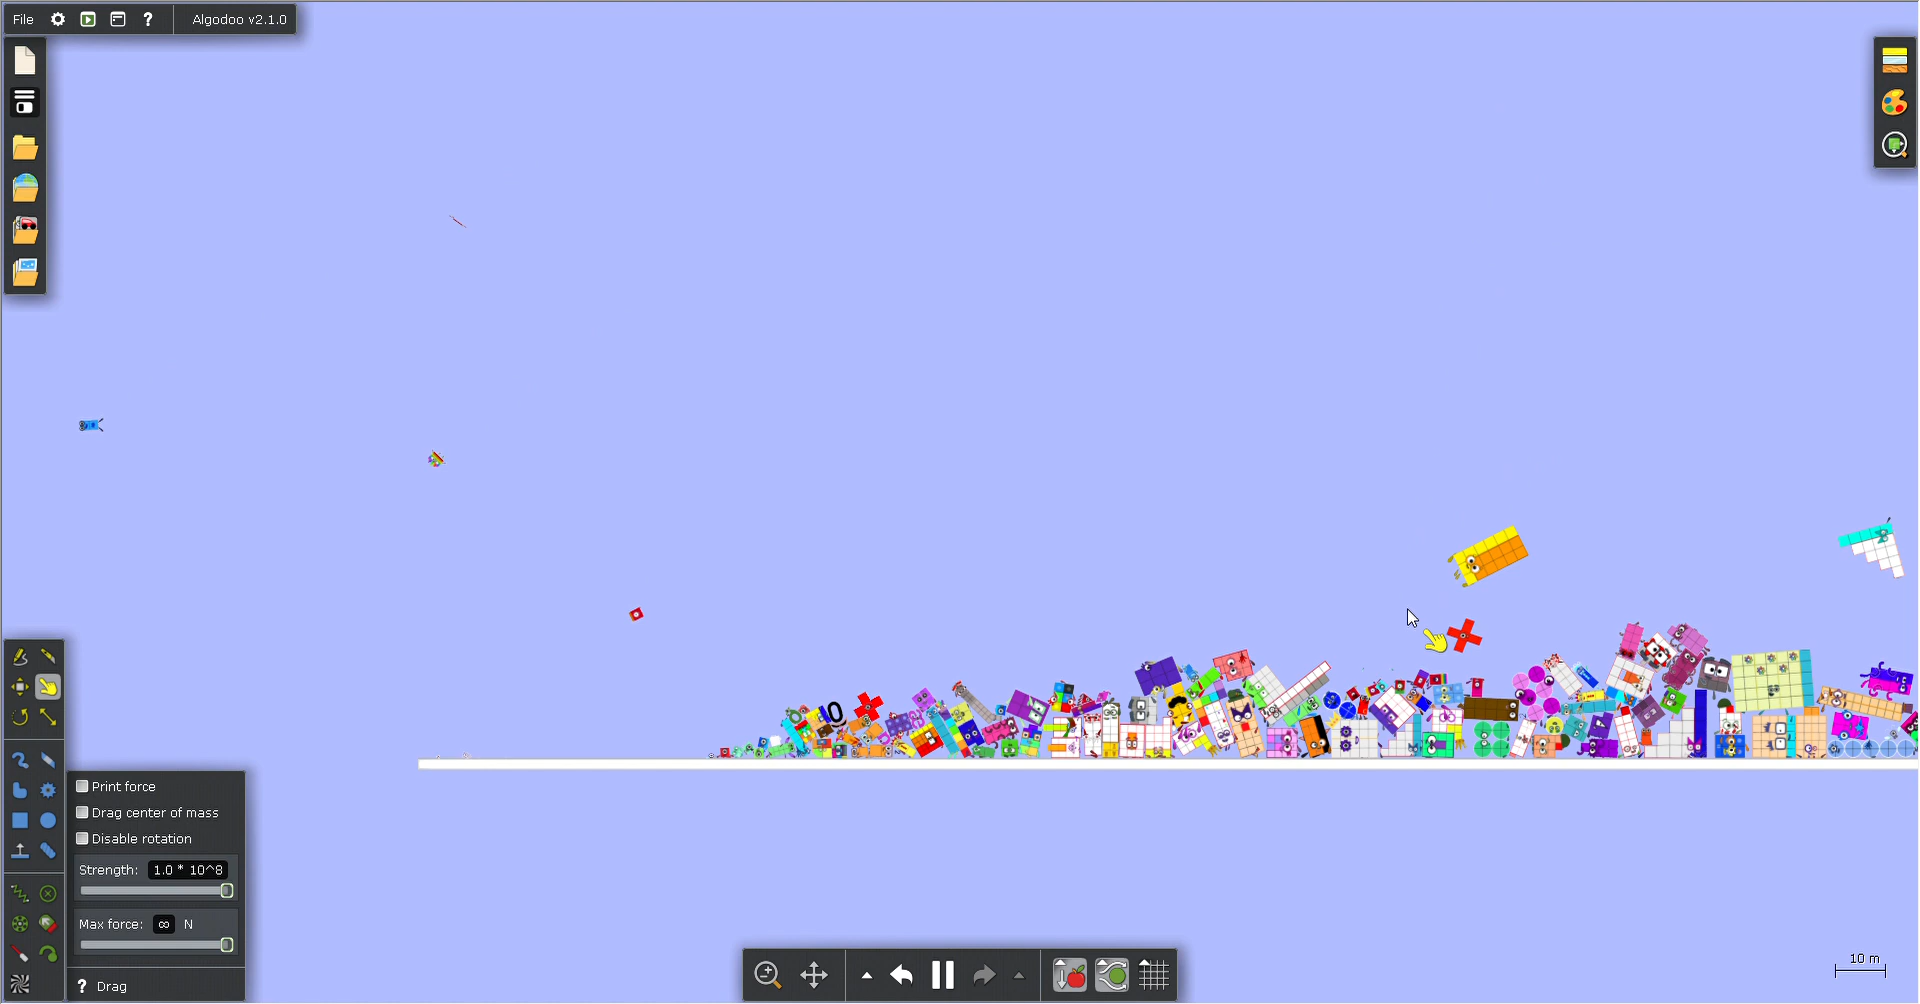 File ? Algodoo v2.1.0
0
Print force
Drag center of mass
Disable rotation
Strength: 1.0 * 10^8
Max force: ∞ N
? Drag
10 m